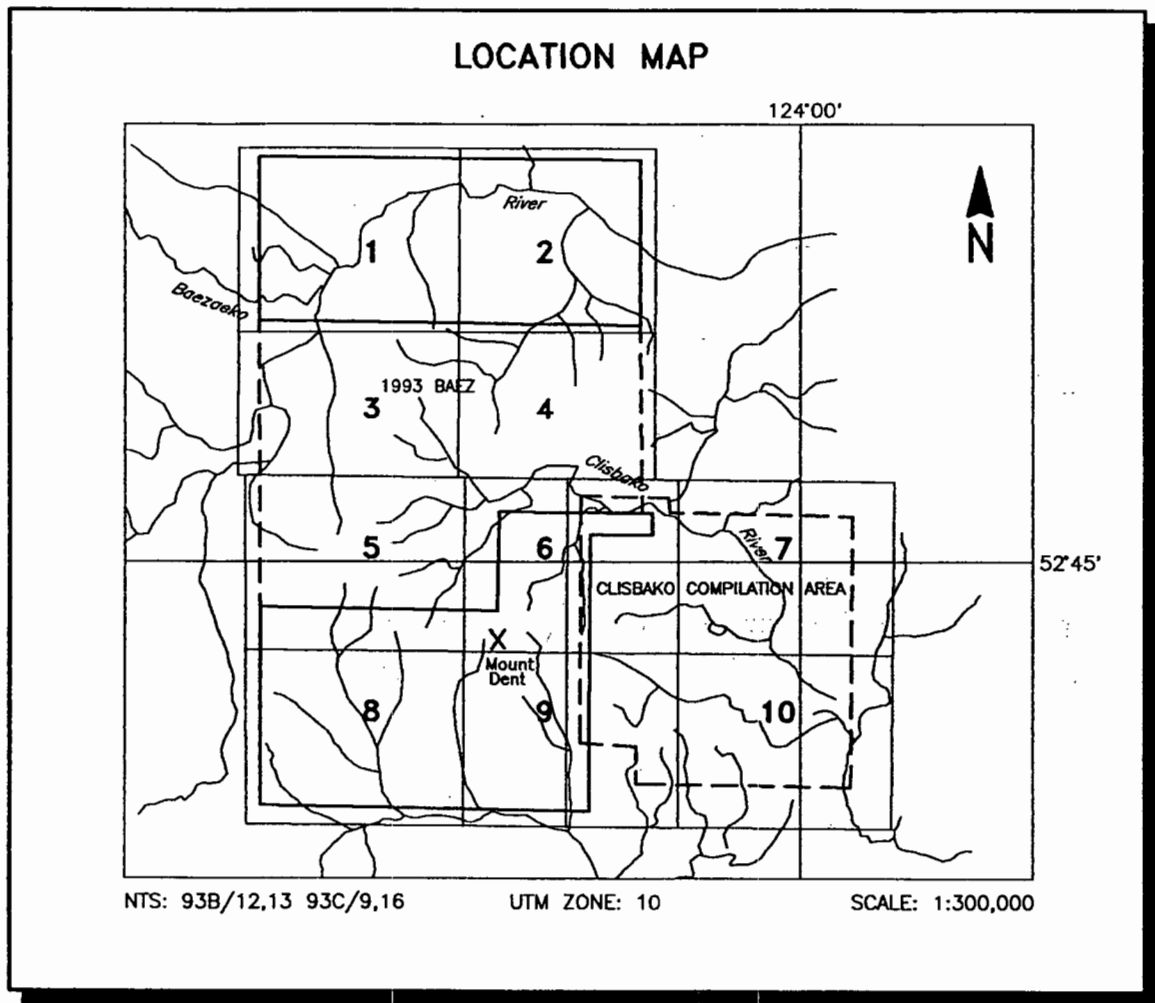 LOCATION MAP
124°00'
River
1
2
Baezaeko
1993 BAEZ
3
4
N
Clisbako
5
6
River
7
52°45'
CLISBAKO COMPILATION AREA
X
Mount
Dent
8
9
10
NTS: 93B/12,13 93C/9,16
UTM ZONE: 10
SCALE: 1:300,000